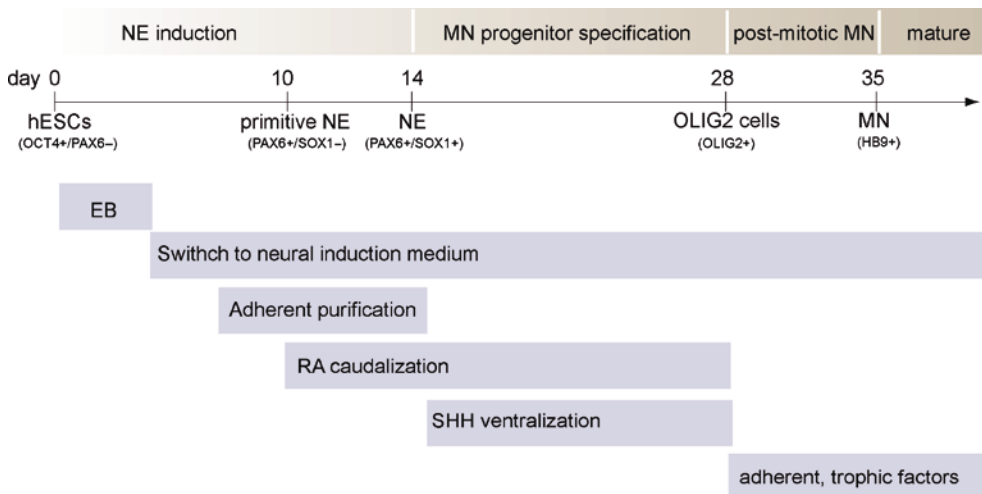 NE induction MN progenitor specification post-mitotic MN mature
day 0 10 14 28 35
hESCs primitive NE NE OLIG2 cells MN
(OCT4+/PAX6–) (PAX6+/SOX1–) (PAX6+/SOX1+) (OLIG2+) (HB9+)
EB
Swithch to neural induction medium
Adherent purification
RA caudalization
SHH ventralization
adherent, trophic factors